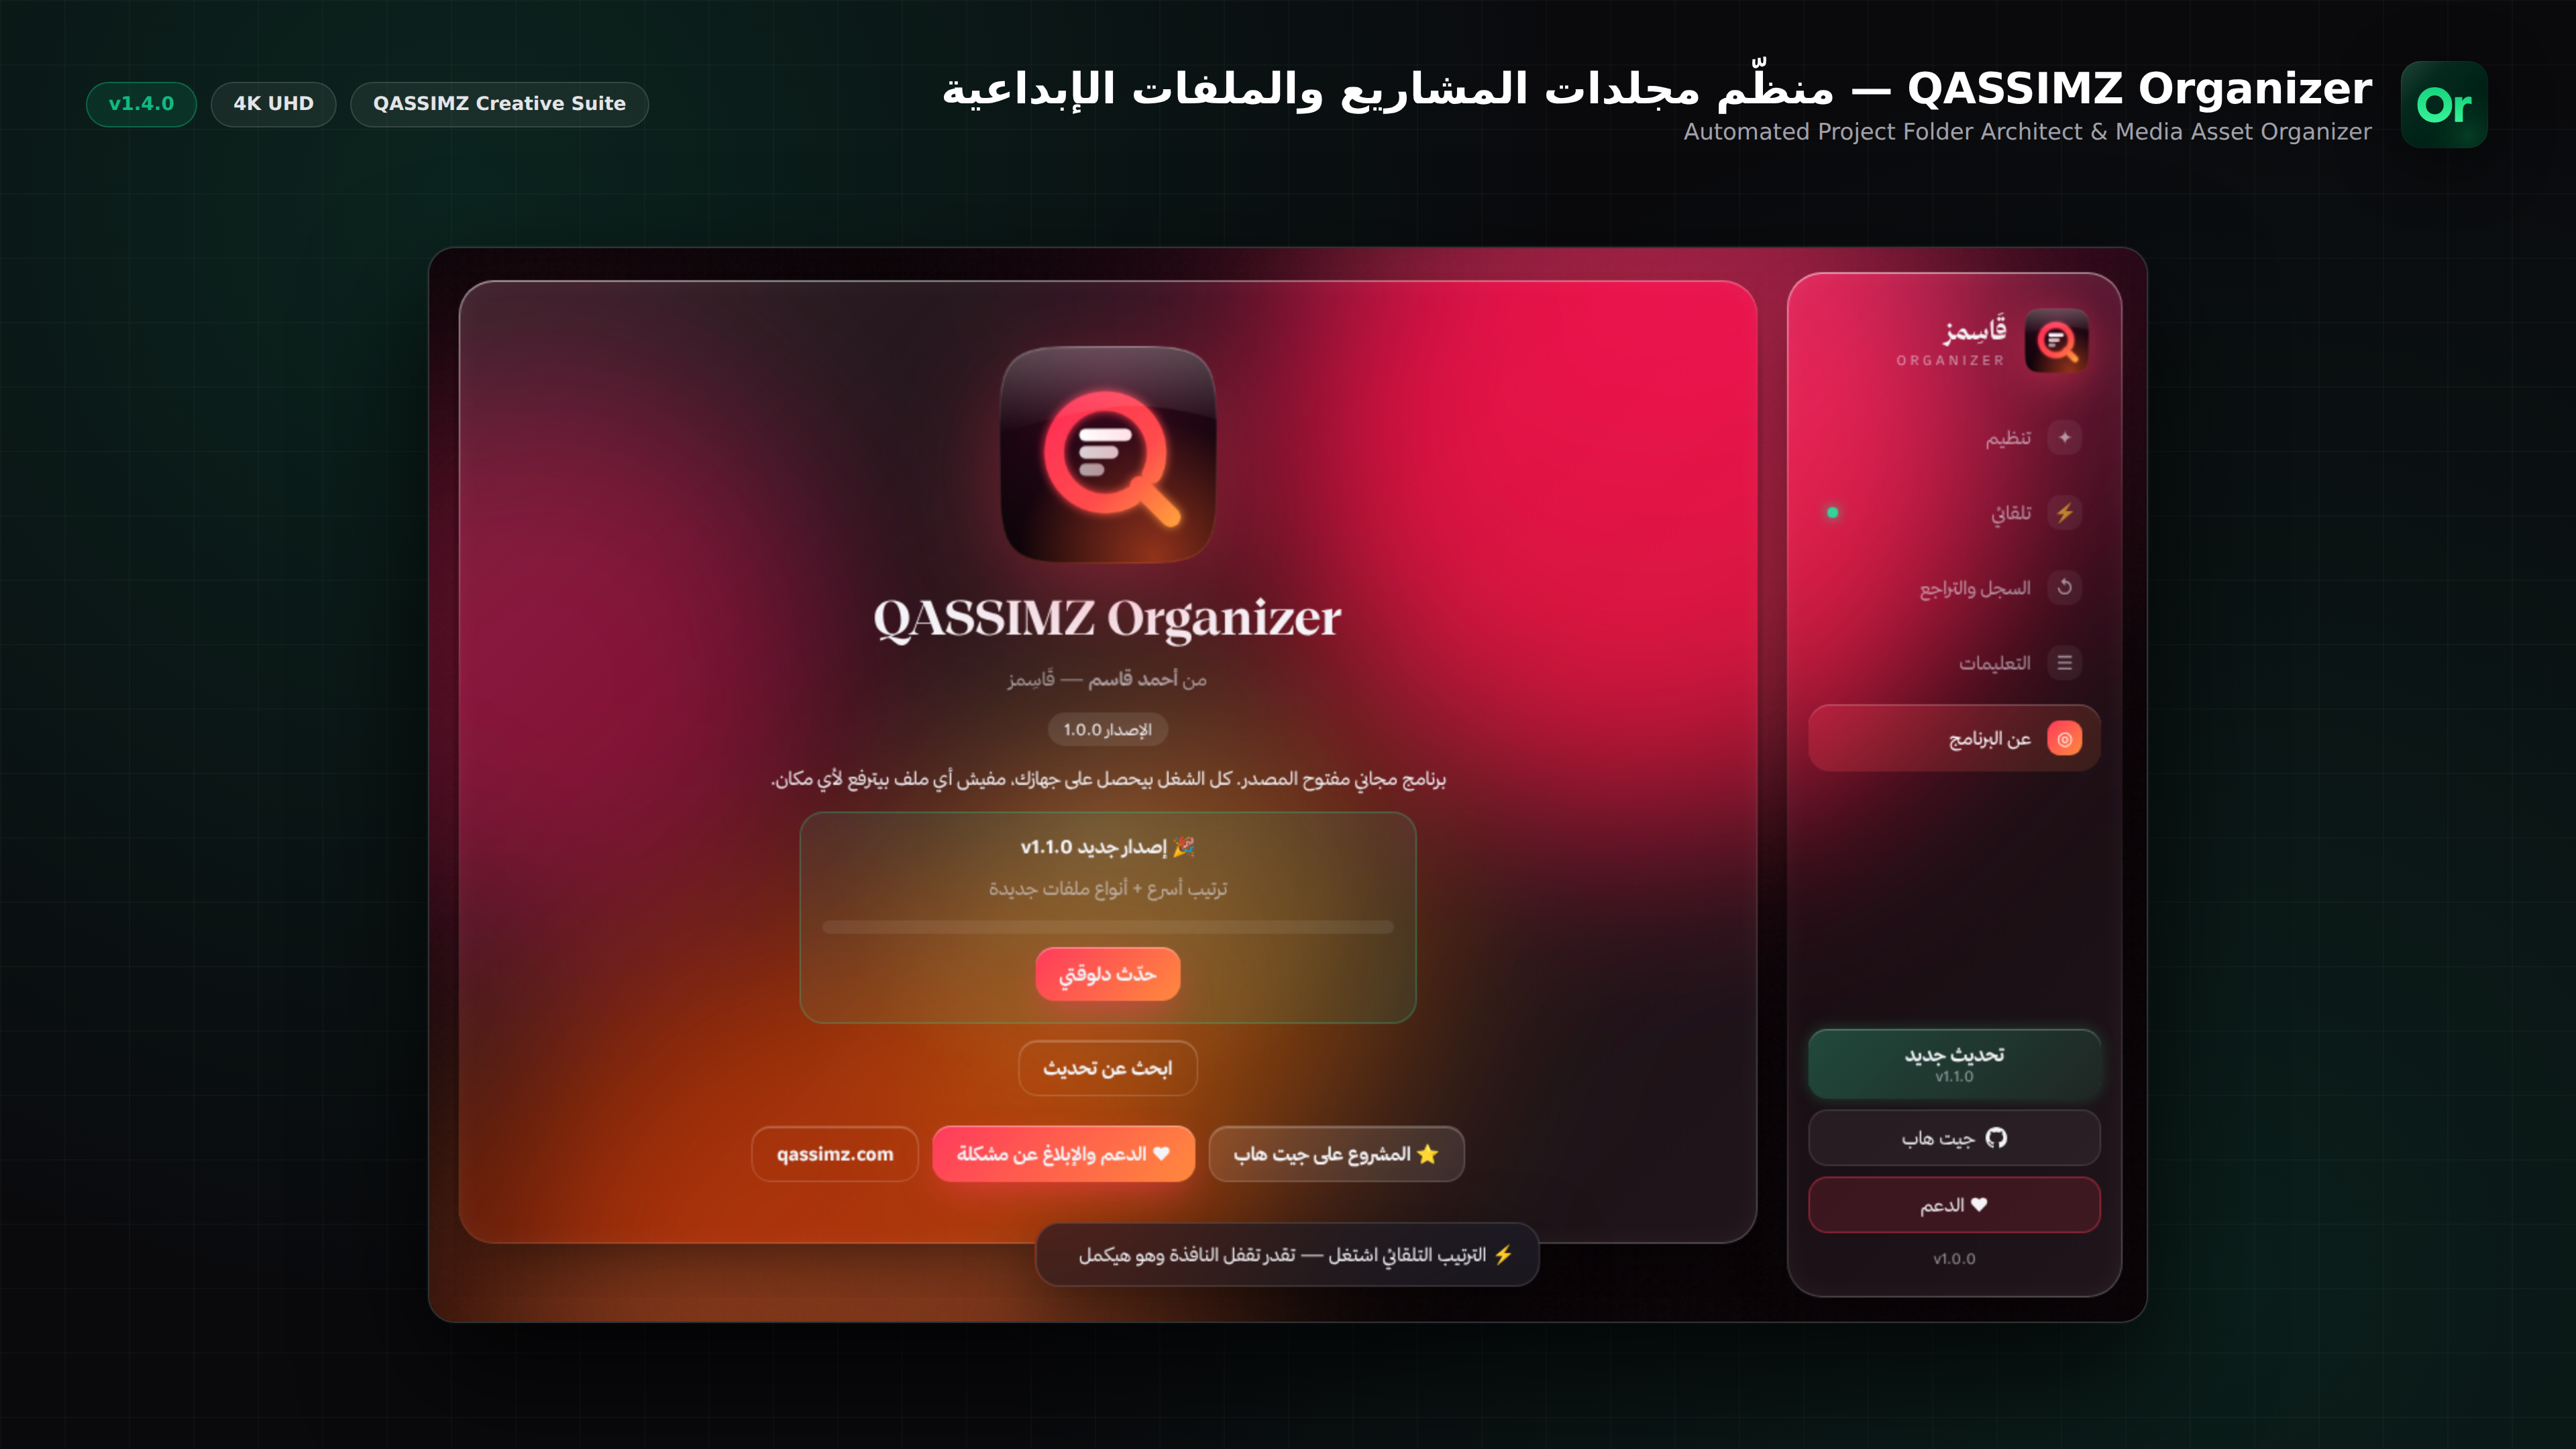 QASSIMZ Organizer — منظّم مجلدات المشاريع والملفات الإبداعية
Automated Project Folder Architect & Media Asset Organizer
Or
QASSIMZ Creative Suite
4K UHD
v1.4.0
قَاسِمز
ORGANIZER
تنظيم
تلقائي
السجل والتراجع
التعليمات
عن البرنامج
تحديث جديد
v1.1.0
جيت هاب
♥ الدعم
v1.0.0
QASSIMZ Organizer
من أحمد قاسم — قَاسِمز
الإصدار 1.0.0
برنامج مجاني مفتوح المصدر. كل الشغل بيحصل على جهازك، مفيش أي ملف بيترفع لأي مكان.
🎉 إصدار جديد v1.1.0
ترتيب أسرع + أنواع ملفات جديدة
حدّث دلوقتي
ابحث عن تحديث
⭐ المشروع على جيت هاب
♥ الدعم والإبلاغ عن مشكلة
qassimz.com
⚡ الترتيب التلقائي اشتغل — تقدر تقفل النافذة وهو هيكمل